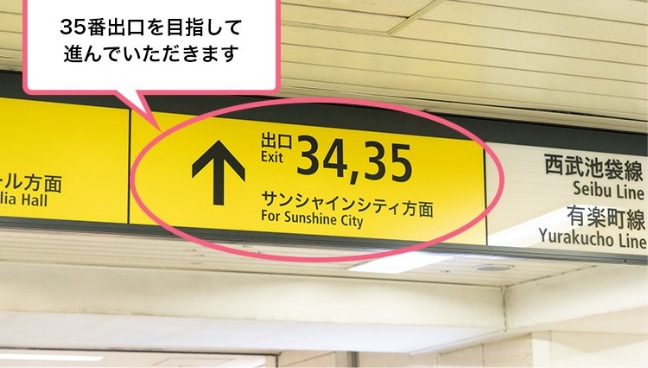 35番出口を目指して
進んでいただきます
ール方面
lia Hall
出口
Exit
34,35
サンシャインシティ方面
For Sunshine City
西武池袋線
Seibu Line
有楽町線
Yurakucho Line